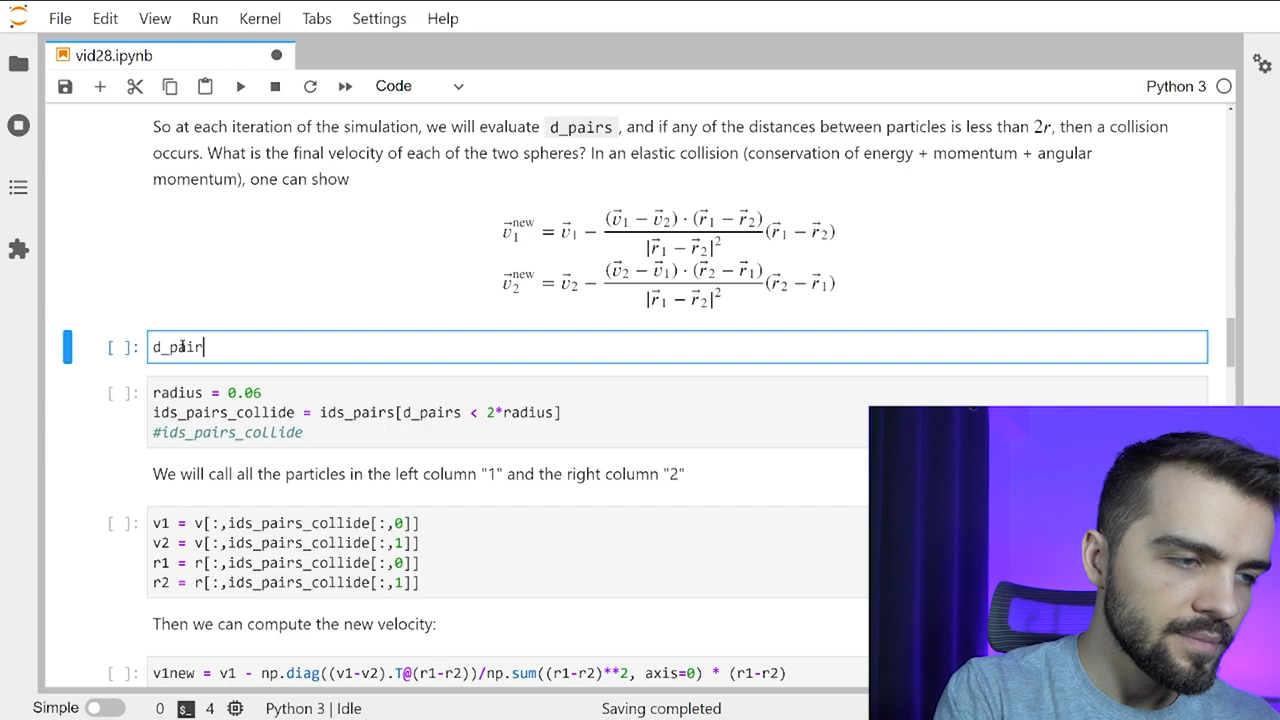 File Edit View Run Kernel Tabs Settings Help
vid28.ipynb
Code
Python 3
So at each iteration of the simulation, we will evaluate d_pairs , and if any of the distances between particles is less than 2r, then a collision
occurs. What is the final velocity of each of the two spheres? In an elastic collision (conservation of energy + momentum + angular
momentum), one can show
v⃗₁ⁿᵉʷ = v⃗₁ − (v⃗₁ − v⃗₂) · (r⃗₁ − r⃗₂) / |r⃗₁ − r⃗₂|² (r⃗₁ − r⃗₂)
v⃗₂ⁿᵉʷ = v⃗₂ − (v⃗₂ − v⃗₁) · (r⃗₂ − r⃗₁) / |r⃗₁ − r⃗₂|² (r⃗₂ − r⃗₁)
[ ]: d_pair
[ ]: radius = 0.06
ids_pairs_collide = ids_pairs[d_pairs < 2*radius]
#ids_pairs_collide
We will call all the particles in the left column "1" and the right column "2"
[ ]: v1 = v[:,ids_pairs_collide[:,0]]
v2 = v[:,ids_pairs_collide[:,1]]
r1 = r[:,ids_pairs_collide[:,0]]
r2 = r[:,ids_pairs_collide[:,1]]
Then we can compute the new velocity:
[ ]: v1new = v1 - np.diag((v1-v2).T@(r1-r2))/np.sum((r1-r2)**2, axis=0) * (r1-r2)
Simple 0 $_ 4 Python 3 | Idle Saving completed